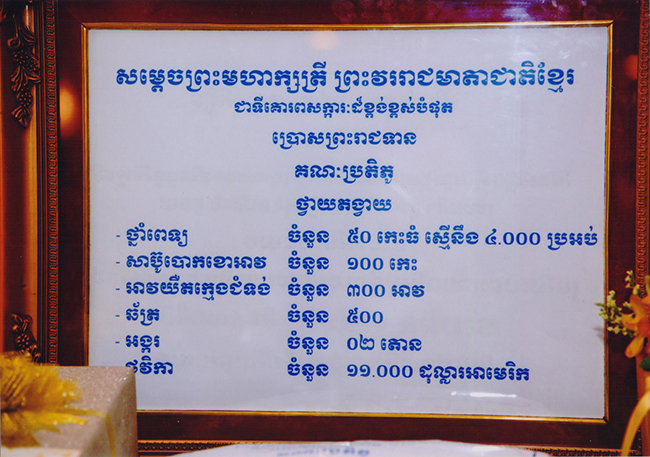 សម្តេចព្រះមហាក្សត្រី ព្រះវររាជមាតាជាតិខ្មែរ
ជាទីគោរពសក្ការៈដ៏ខ្ពង់ខ្ពស់បំផុត
ប្រោសព្រះរាជទាន
គណៈប្រតិភូ
ថ្វាយតង្វាយ
- ថ្នាំពេទ្យ ចំនួន ៥០ កេះធំ ស្មើនឹង ៤.000 ប្រអប់
- សាប៊ូបោកខោអាវ ចំនួន ១០០ កេះ
- អាវយឺតក្មេងជំទង់ ចំនួន ៣០០ អាវ
- ឆ័ត្រ ចំនួន ៥០០
- អង្ករ ចំនួន ០២ តោន
ថវិកា ចំនួន ១១.000 ដុល្លារអាមេរិក
គណៈប្រតិភូ